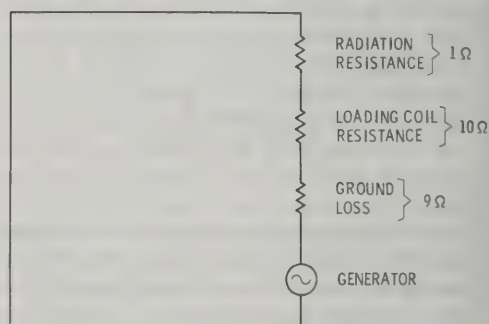 RADIATION
RESISTANCE
1Ω
LOADING COIL
RESISTANCE
10Ω
GROUND
LOSS
9Ω
GENERATOR